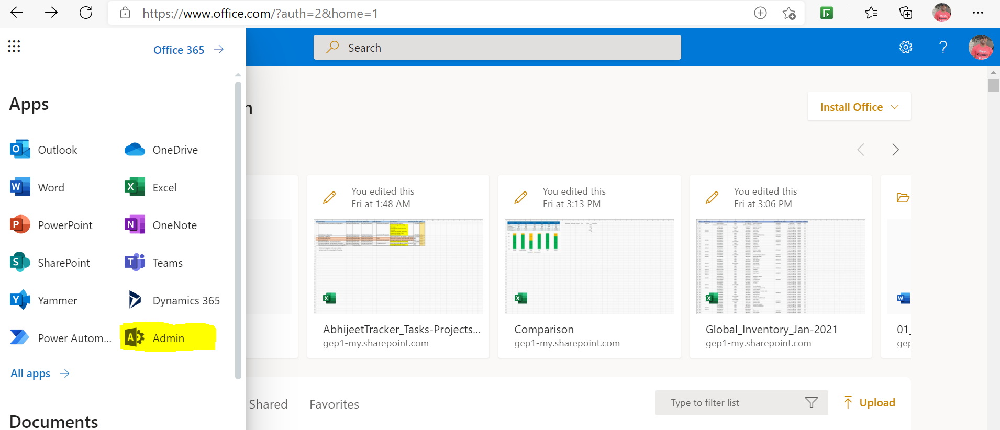 https://www.office.com/?auth=2&home=1
Office 365
Search
Apps
n
Install Office
Outlook
OneDrive
Word
Excel
PowerPoint
OneNote
SharePoint
Teams
Yammer
Dynamics 365
Power Autom...
Admin
All apps
Documents
You edited this
Fri at 1:48 AM
AbhijeetTracker_Tasks-Projects...
gep1-my.sharepoint.com
You edited this
Fri at 3:13 PM
Comparison
gep1-my.sharepoint.com
You edited this
Fri at 3:06 PM
Global_Inventory_Jan-2021
gep1-my.sharepoint.com
01_
gep
Shared
Favorites
Type to filter list
Upload